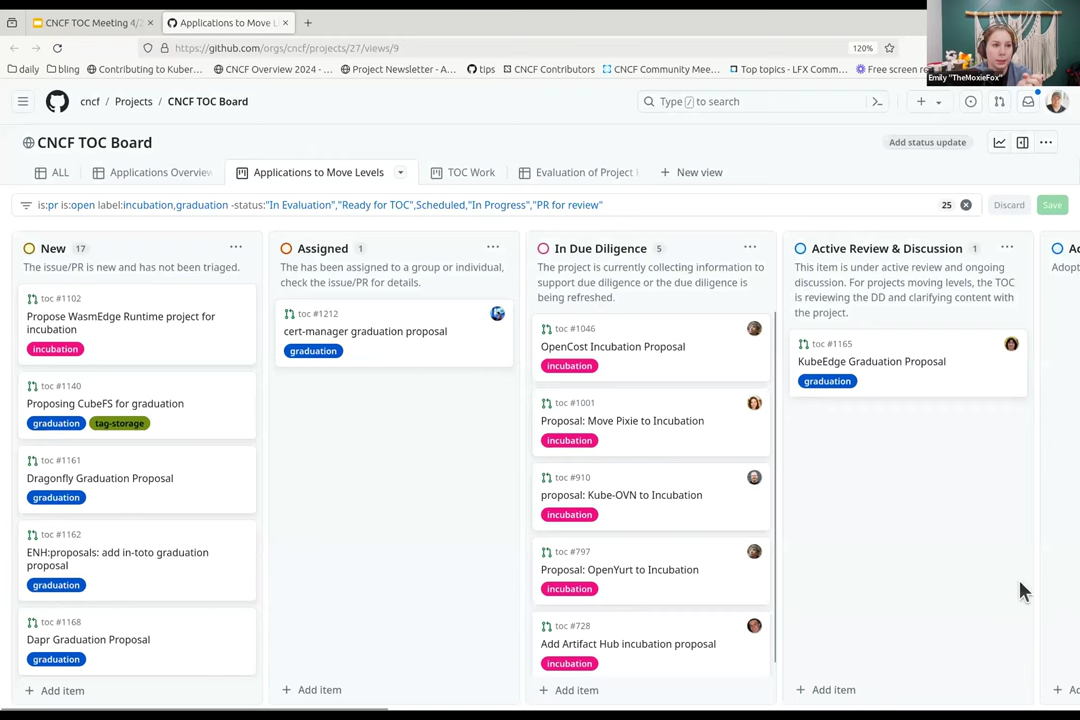 CNCF TOC Meeting 4/2
Applications to Move L
https://github.com/orgs/cncf/projects/27/views/9
120%
Emily "TheMoxieFox"
daily
bling
Contributing to Kuber...
CNCF Overview 2024 - ...
Project Newsletter - A...
tips
CNCF Contributors
CNCF Community Mee...
Top topics - LFX Comm...
Free screen re
cncf / Projects / CNCF TOC Board
Type / to search
CNCF TOC Board
Add status update
ALL
Applications Overview
Applications to Move Levels
TOC Work
Evaluation of Project
New view
is:pr is:open label:incubation,graduation -status:"In Evaluation","Ready for TOC",Scheduled,"In Progress","PR for review"
25
Discard
Save
New 17
The issue/PR is new and has not been triaged.
toc #1102
Propose WasmEdge Runtime project for
incubation
incubation
toc #1140
Proposing CubeFS for graduation
graduation
tag-storage
toc #1161
Dragonfly Graduation Proposal
graduation
toc #1162
ENH:proposals: add in-toto graduation
proposal
graduation
toc #1168
Dapr Graduation Proposal
graduation
+ Add item
Assigned 1
The has been assigned to a group or individual,
check the issue/PR for details.
toc #1212
cert-manager graduation proposal
graduation
+ Add item
In Due Diligence 5
The project is currently collecting information to
support due diligence or the due diligence is
being refreshed.
toc #1046
OpenCost Incubation Proposal
incubation
toc #1001
Proposal: Move Pixie to Incubation
incubation
toc #910
proposal: Kube-OVN to Incubation
incubation
toc #797
Proposal: OpenYurt to Incubation
incubation
toc #728
Add Artifact Hub incubation proposal
incubation
+ Add item
Active Review & Discussion 1
This item is under active review and ongoing
discussion. For projects moving levels, the TOC
is reviewing the DD and clarifying content with
the project.
toc #1165
KubeEdge Graduation Proposal
graduation
+ Add item
Ac
Adopt
+ Ad